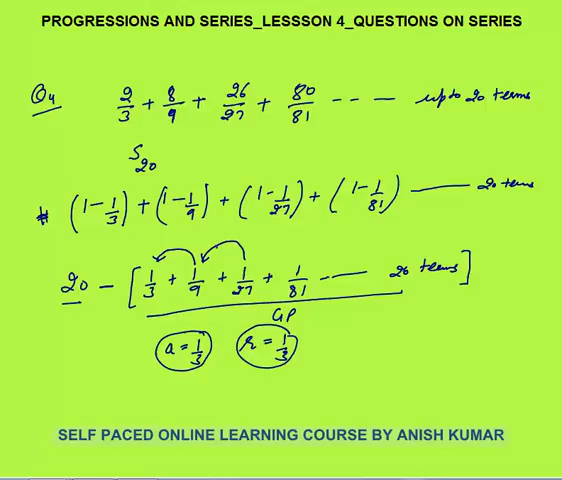 PROGRESSIONS AND SERIES_LESSSON 4_QUESTIONS ON SERIES
Q4 2/3 + 8/9 + 26/27 + 80/81 --- — up to 20 terms
S20
# (1-1/3) + (1-1/9) + (1-1/27) + (1-1/81) —— 20 terms
20 - [1/3 + 1/9 + 1/27 + 1/81 --- — 20 terms]
GP
a = 1/3 r = 1/3
SELF PACED ONLINE LEARNING COURSE BY ANISH KUMAR